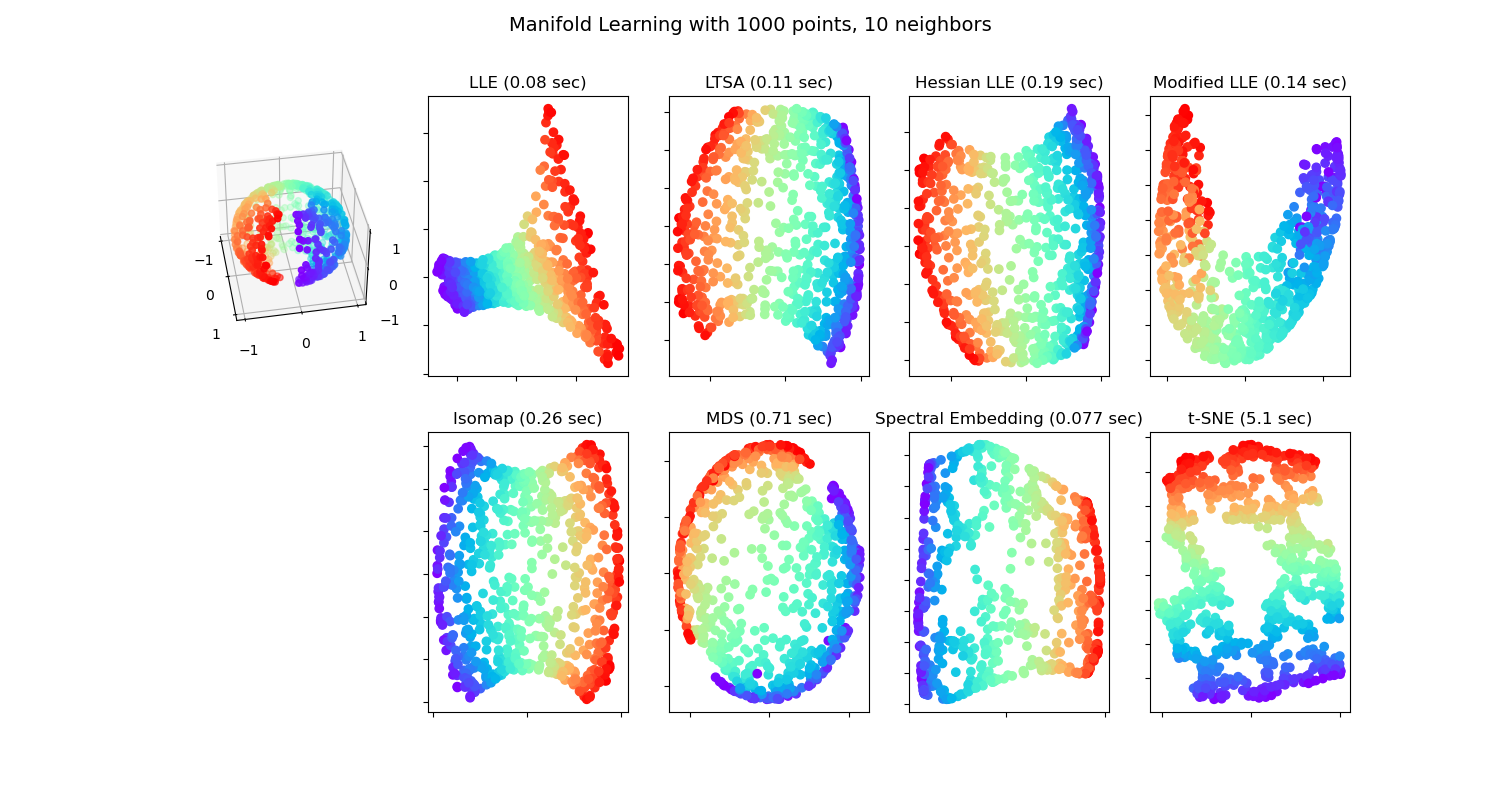 Manifold Learning with 1000 points, 10 neighbors
LLE (0.08 sec)
LTSA (0.11 sec)
Hessian LLE (0.19 sec)
Modified LLE (0.14 sec)
−1
0
1
−1
0
1
1
0
−1
Isomap (0.26 sec)
MDS (0.71 sec)
Spectral Embedding (0.077 sec)
t-SNE (5.1 sec)